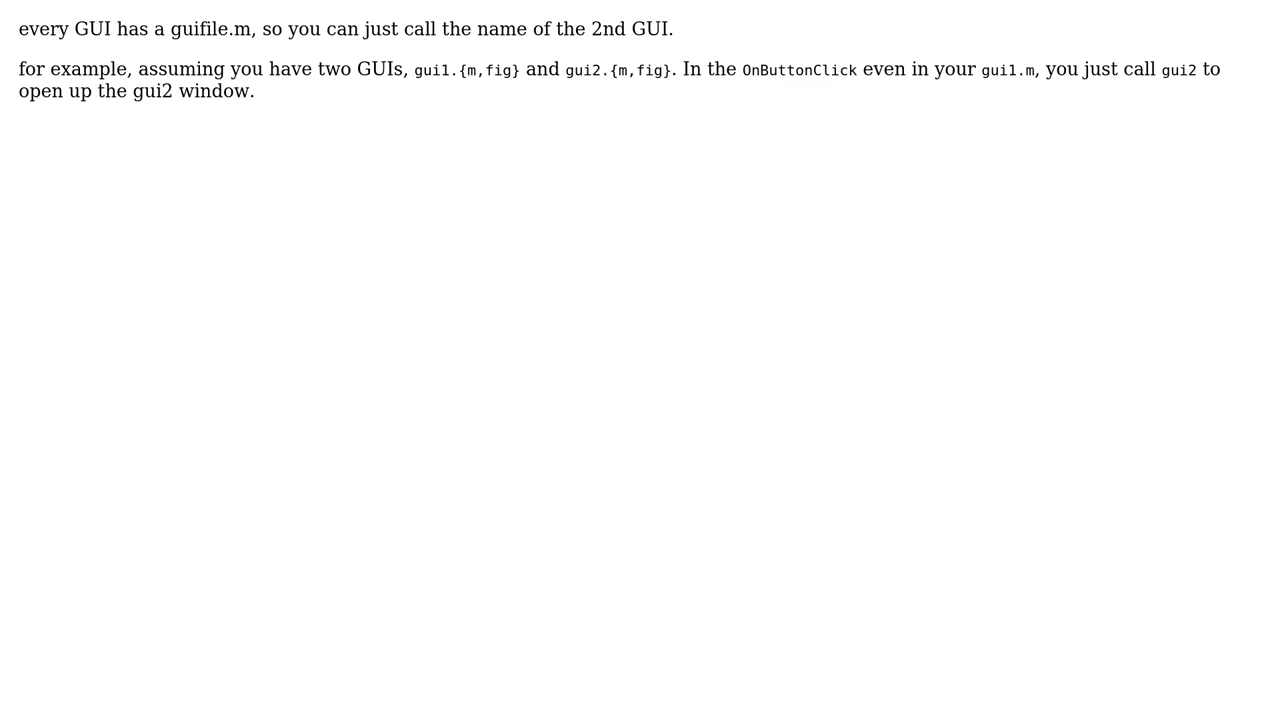 every GUI has a guifile.m, so you can just call the name of the 2nd GUI.
for example, assuming you have two GUIs, gui1.{m,fig} and gui2.{m,fig}. In the OnButtonClick even in your gui1.m, you just call gui2 to
open up the gui2 window.